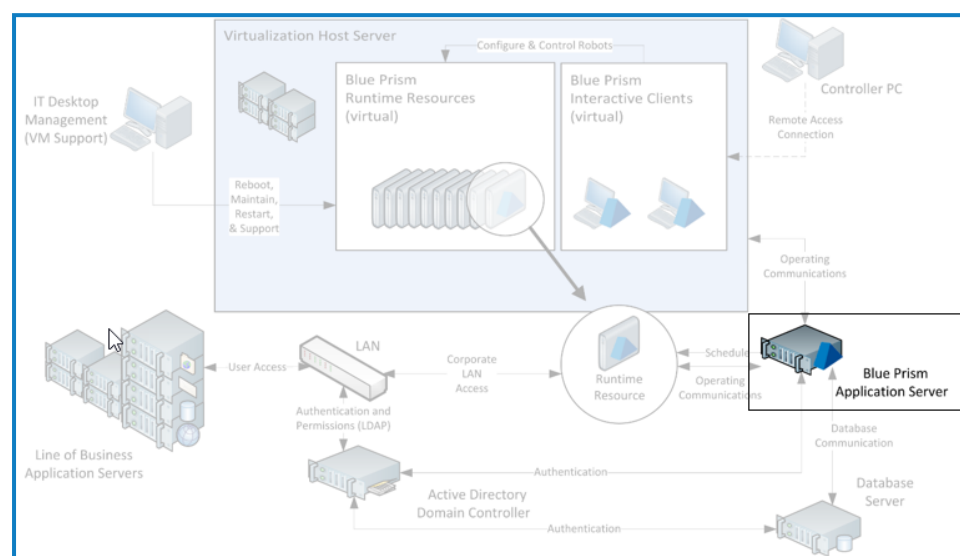 Virtualization Host Server
Configure & Control Robots
Blue Prism
Runtime Resources
(virtual)
Blue Prism
Interactive Clients
(virtual)
Controller PC
IT Desktop
Management
(VM Support)
Remote Access
Connection
Reboot,
Maintain,
Restart,
& Support
Operating
Communications
LAN
User Access
Corporate
LAN
Access
Runtime
Resource
Schedule
Operating
Communications
Blue Prism
Application Server
Authentication and
Permissions (LDAP)
Database
Communication
Line of Business
Application Servers
Authentication
Active Directory
Domain Controller
Database
Server
Authentication